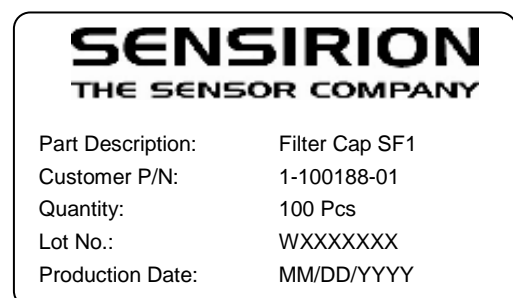 SENSIRION
THE SENSOR COMPANY
Part Description: Filter Cap SF1
Customer P/N: 1-100188-01
Quantity: 100 Pcs
Lot No.: WXXXXXXX
Production Date: MM/DD/YYYY